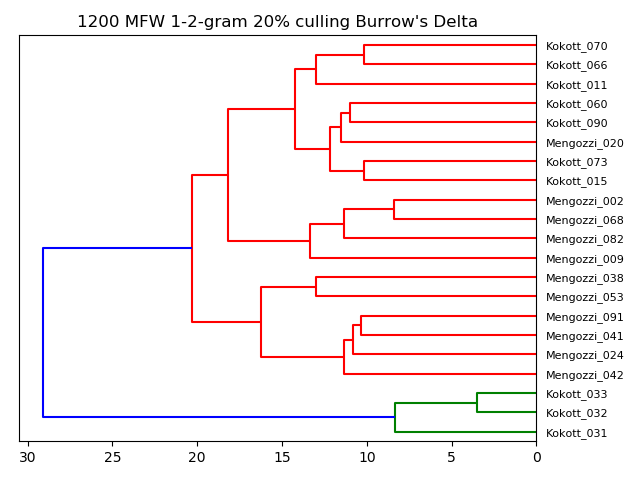 1200 MFW 1-2-gram 20% culling Burrow's Delta
Kokott_070
Kokott_066
Kokott_011
Kokott_060
Kokott_090
Mengozzi_020
Kokott_073
Kokott_015
Mengozzi_002
Mengozzi_068
Mengozzi_082
Mengozzi_009
Mengozzi_038
Mengozzi_053
Mengozzi_091
Mengozzi_041
Mengozzi_024
Mengozzi_042
Kokott_033
Kokott_032
Kokott_031
30 25 20 15 10 5 0